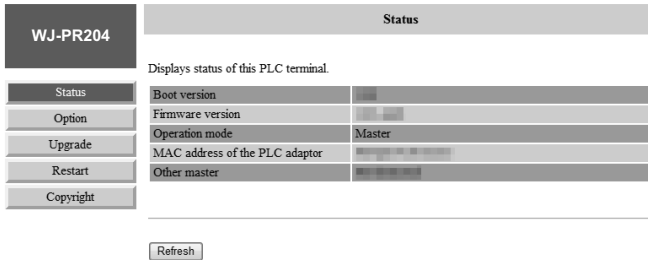 WJ-PR204
Status
Option
Upgrade
Restart
Copyright
Status
Displays status of this PLC terminal.
Boot version
Firmware version
Operation mode Master
MAC address of the PLC adaptor
Other master
Refresh